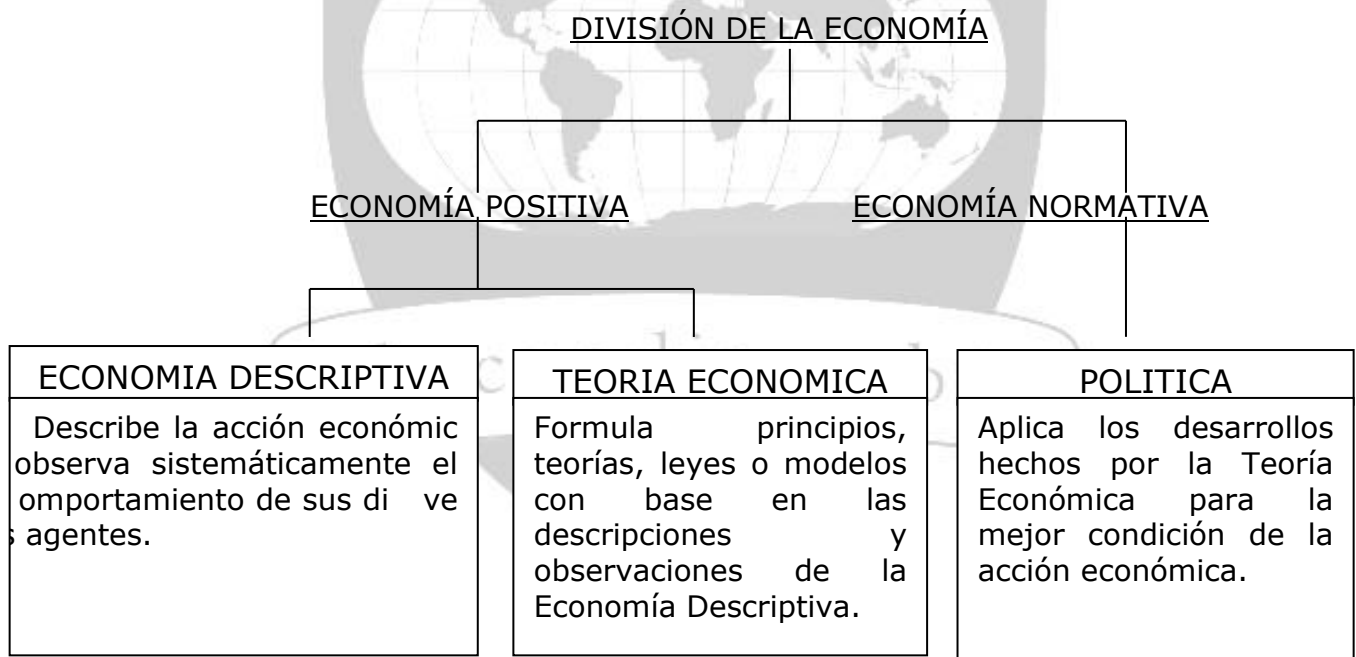 DIVISIÓN DE LA ECONOMÍA
ECONOMÍA POSITIVA
ECONOMÍA NORMATIVA
ECONOMIA DESCRIPTIVA
Describe la acción económic
observa sistemáticamente el
omportamiento de sus di ve
s agentes.
TEORIA ECONOMICA
Formula principios,
teorías, leyes o modelos
con base en las
descripciones y
observaciones de la
Economía Descriptiva.
POLITICA
Aplica los desarrollos
hechos por la Teoría
Económica para la
mejor condición de la
acción económica.